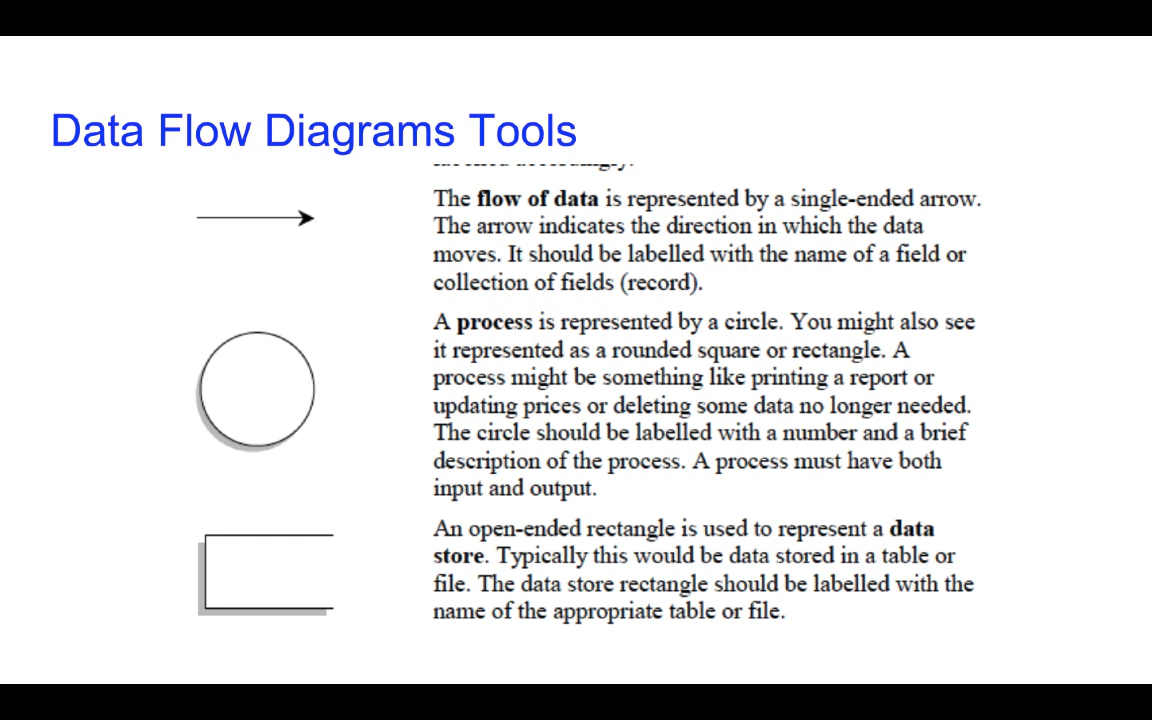 Data Flow Diagrams Tools
labelled accordingly.
The flow of data is represented by a single-ended arrow.
The arrow indicates the direction in which the data
moves. It should be labelled with the name of a field or
collection of fields (record).
A process is represented by a circle. You might also see
it represented as a rounded square or rectangle. A
process might be something like printing a report or
updating prices or deleting some data no longer needed.
The circle should be labelled with a number and a brief
description of the process. A process must have both
input and output.
An open-ended rectangle is used to represent a data
store. Typically this would be data stored in a table or
file. The data store rectangle should be labelled with the
name of the appropriate table or file.